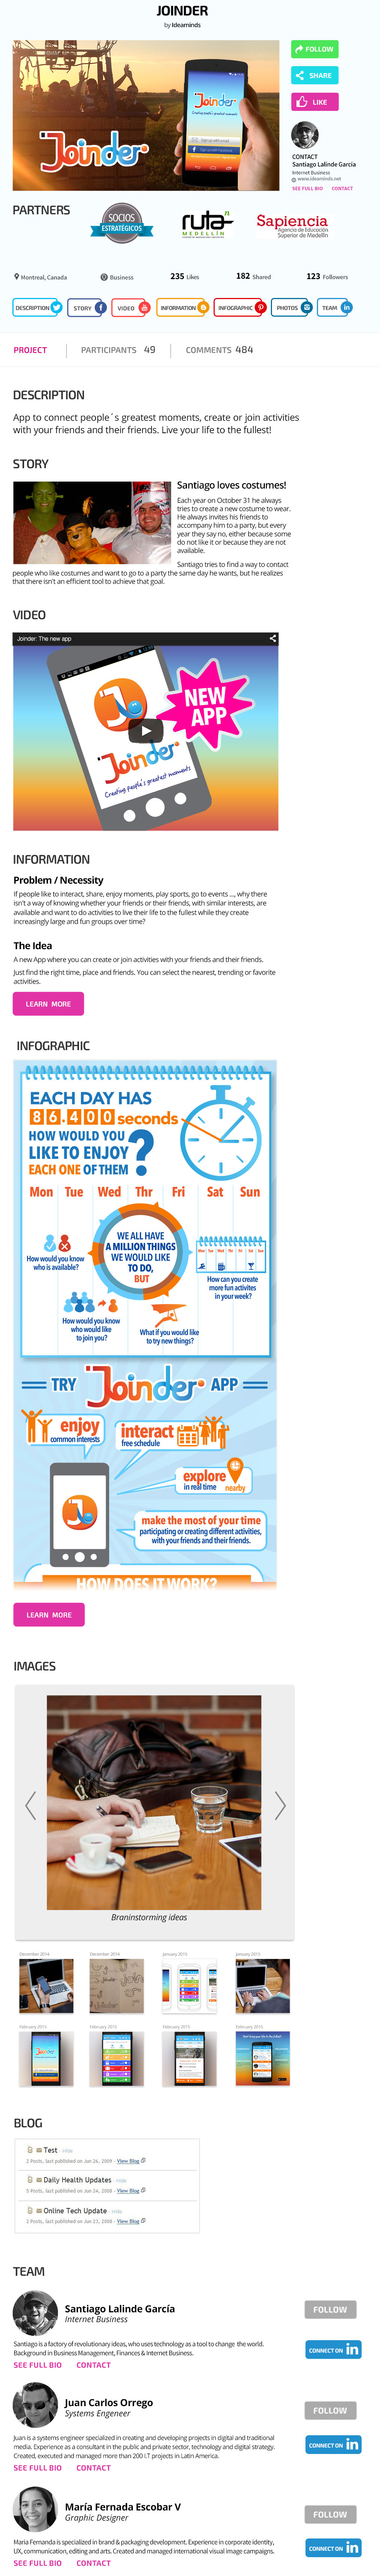 JOINDER
by Ideaminds
Joinder
Joinder
FOLLOW
SHARE
LIKE
CONTACT
Santiago Lalinde García
Internet Business
www.ideaminds.net
SEE FULL BIO CONTACT
PARTNERS
SOCIOS
ESTRATÉGICOS
ruta n
MEDELLÍN
Sapiencia
Agencia de Educación
Superior de Medellín
Montreal, Canada
Business
235 Likes
182 Shared
123 Followers
DESCRIPTION
STORY
VIDEO
INFORMATION
INFOGRAPHIC
PHOTOS
TEAM
PROJECT
PARTICIPANTS 49
COMMENTS 484
DESCRIPTION
App to connect people´s greatest moments, create or join activities
with your friends and their friends. Live your life to the fullest!
STORY
Santiago loves costumes!
Each year on October 31 he always
tries to create a new costume to wear.
He always invites his friends to
accompany him to a party, but every
year they say no, either because some
do not like it or because they are not
available.
Santiago tries to find a way to contact
people who like costumes and want to go to a party the same day he wants, but he realizes
that there isn't an efficient tool to achieve that goal.
VIDEO
Joinder: The new app
NEW
APP
Joinder
Creating people's greatest moments
INFORMATION
Problem / Necessity
If people like to interact, share, enjoy moments, play sports, go to events ..., why there
isn't a way of knowing whether your friends or their friends, with similar interests, are
available and want to do activities to live their life to the fullest while they create
increasingly large and fun groups over time?
The Idea
A new App where you can create or join activities with your friends and their friends.
Just find the right time, place and friends. You can select the nearest, trending or favorite
activities.
LEARN MORE
INFOGRAPHIC
EACH DAY HAS
86.400 seconds
HOW WOULD YOU
LIKE TO ENJOY ?
EACH ONE OF THEM
Mon Tue Wed Thr Fri Sat Sun
WE ALL HAVE
A MILLION THINGS
WE WOULD LIKE
TO DO,
BUT
How would you know
who is available?
How can you create
more fun activites
in your week?
How would you know
who would like
to join you?
What if you would like
to try new things?
TRY Joinder APP
enjoy
common interests
interact
free schedule
explore
in real time nearby
make the most of your time
participating or creating different activities,
with your friends and their friends.
HOW DOES IT WORK?
LEARN MORE
IMAGES
Braninstorming ideas
December 2014
December 2014
January 2015
January 2015
February 2015
February 2015
February 2015
February 2015
BLOG
Test - Hide
2 Posts, last published on Jun 26, 2009 - View Blog
Daily Health Updates - Hide
5 Posts, last published on Jun 24, 2008 - View Blog
Online Tech Update - Hide
2 Posts, last published on Jun 23, 2008 - View Blog
TEAM
Santiago Lalinde García
Internet Business
FOLLOW
Santiago is a factory of revolutionary ideas, who uses technology as a tool to change the world.
Background in Business Management, Finances & Internet Business.
CONNECT ON in
SEE FULL BIO CONTACT
Juan Carlos Orrego
Systems Engeneer
FOLLOW
Juan is a systems engineer specialized in creating and developing projects in digital and traditional
media. Experience as a consultant in the public and private sector, technology and digital strategy.
Created, executed and managed more than 200 I.T projects in Latin America.
CONNECT ON in
SEE FULL BIO CONTACT
María Fernada Escobar V
Graphic Designer
FOLLOW
Maria Fernanda is specialized in brand & packaging development. Experience in corporate identity,
UX, communication, editing and arts. Created and managed international visual image campaigns.
CONNECT ON in
SEE FULL BIO CONTACT